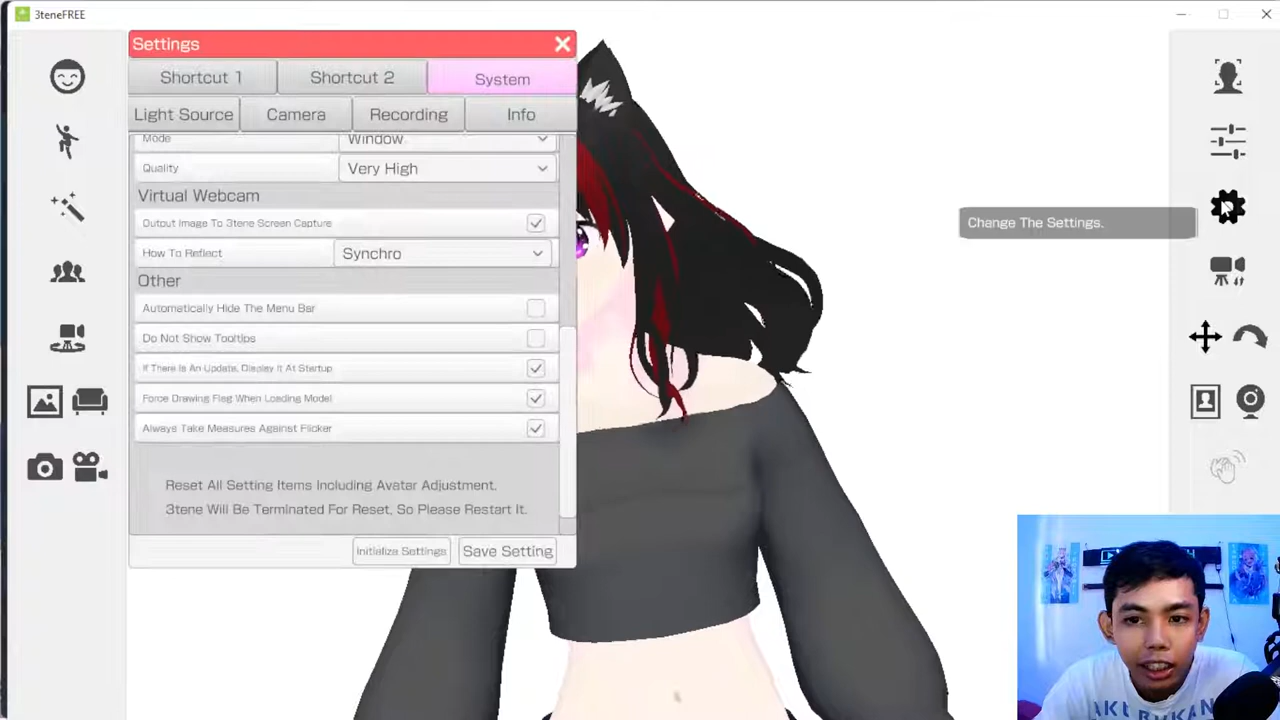 3teneFREE
Settings
Shortcut 1
Shortcut 2
System
Light Source
Camera
Recording
Info
Mode
Window
Quality
Very High
Virtual Webcam
Output Image To 3tene Screen Capture
How To Reflect
Synchro
Other
Automatically Hide The Menu Bar
Do Not Show Tooltips
If There Is An Update, Display It At Startup
Force Drawing Flag When Loading Model
Always Take Measures Against Flicker
Reset All Setting Items Including Avatar Adjustment.
3tene Will Be Terminated For Reset, So Please Restart It.
Initialize Settings
Save Setting
Change The Settings.